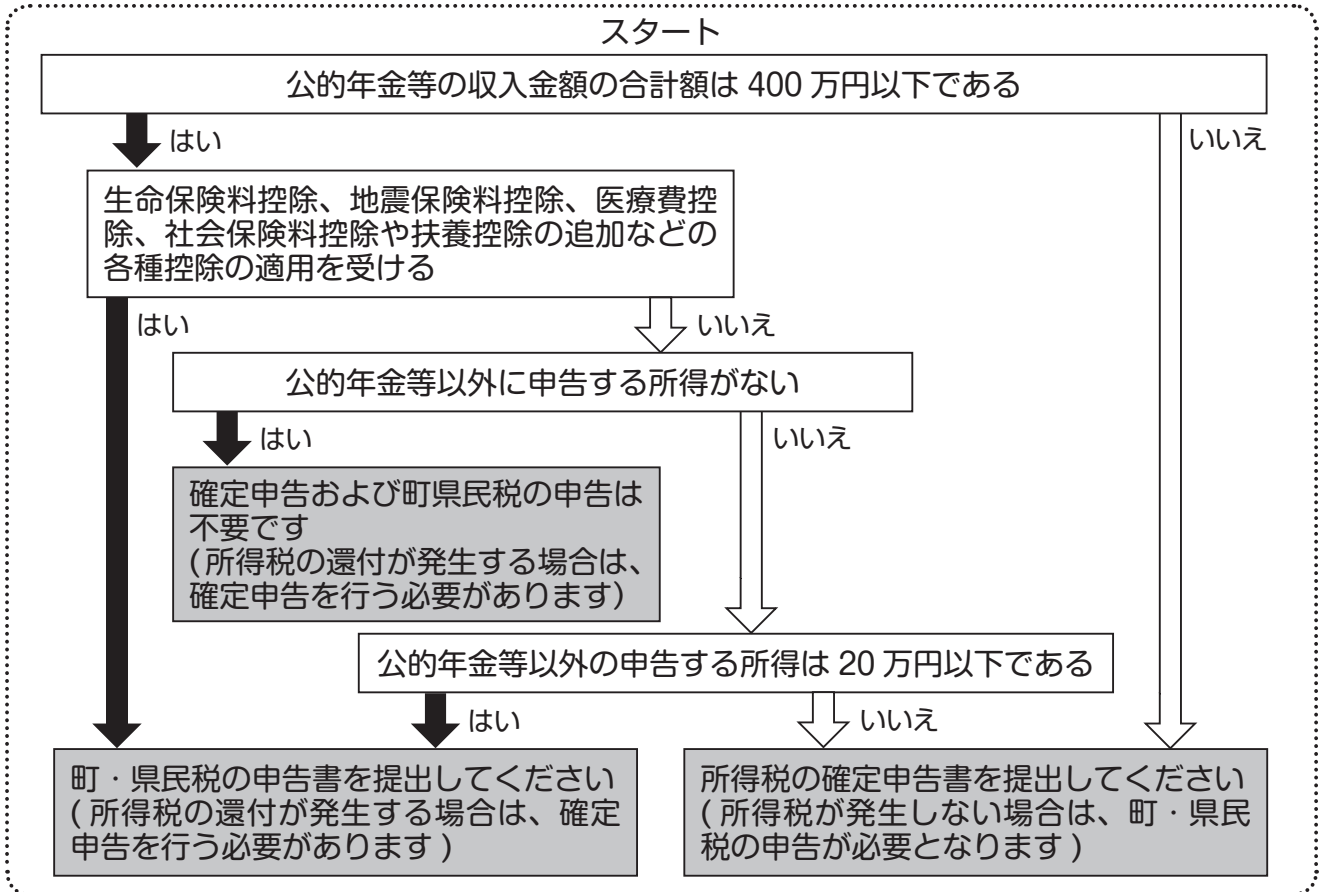 スタート
公的年金等の収入金額の合計額は 400 万円以下である
はい
いいえ
生命保険料控除、地震保険料控除、医療費控
除、社会保険料控除や扶養控除の追加などの
各種控除の適用を受ける
はい
いいえ
公的年金等以外に申告する所得がない
はい
いいえ
確定申告および町県民税の申告は
不要です
(所得税の還付が発生する場合は、
確定申告を行う必要があります)
公的年金等以外の申告する所得は 20 万円以下である
はい
いいえ
町・県民税の申告書を提出してください
( 所得税の還付が発生する場合は、確定
申告を行う必要があります )
所得税の確定申告書を提出してください
( 所得税が発生しない場合は、町・県民
税の申告が必要となります )